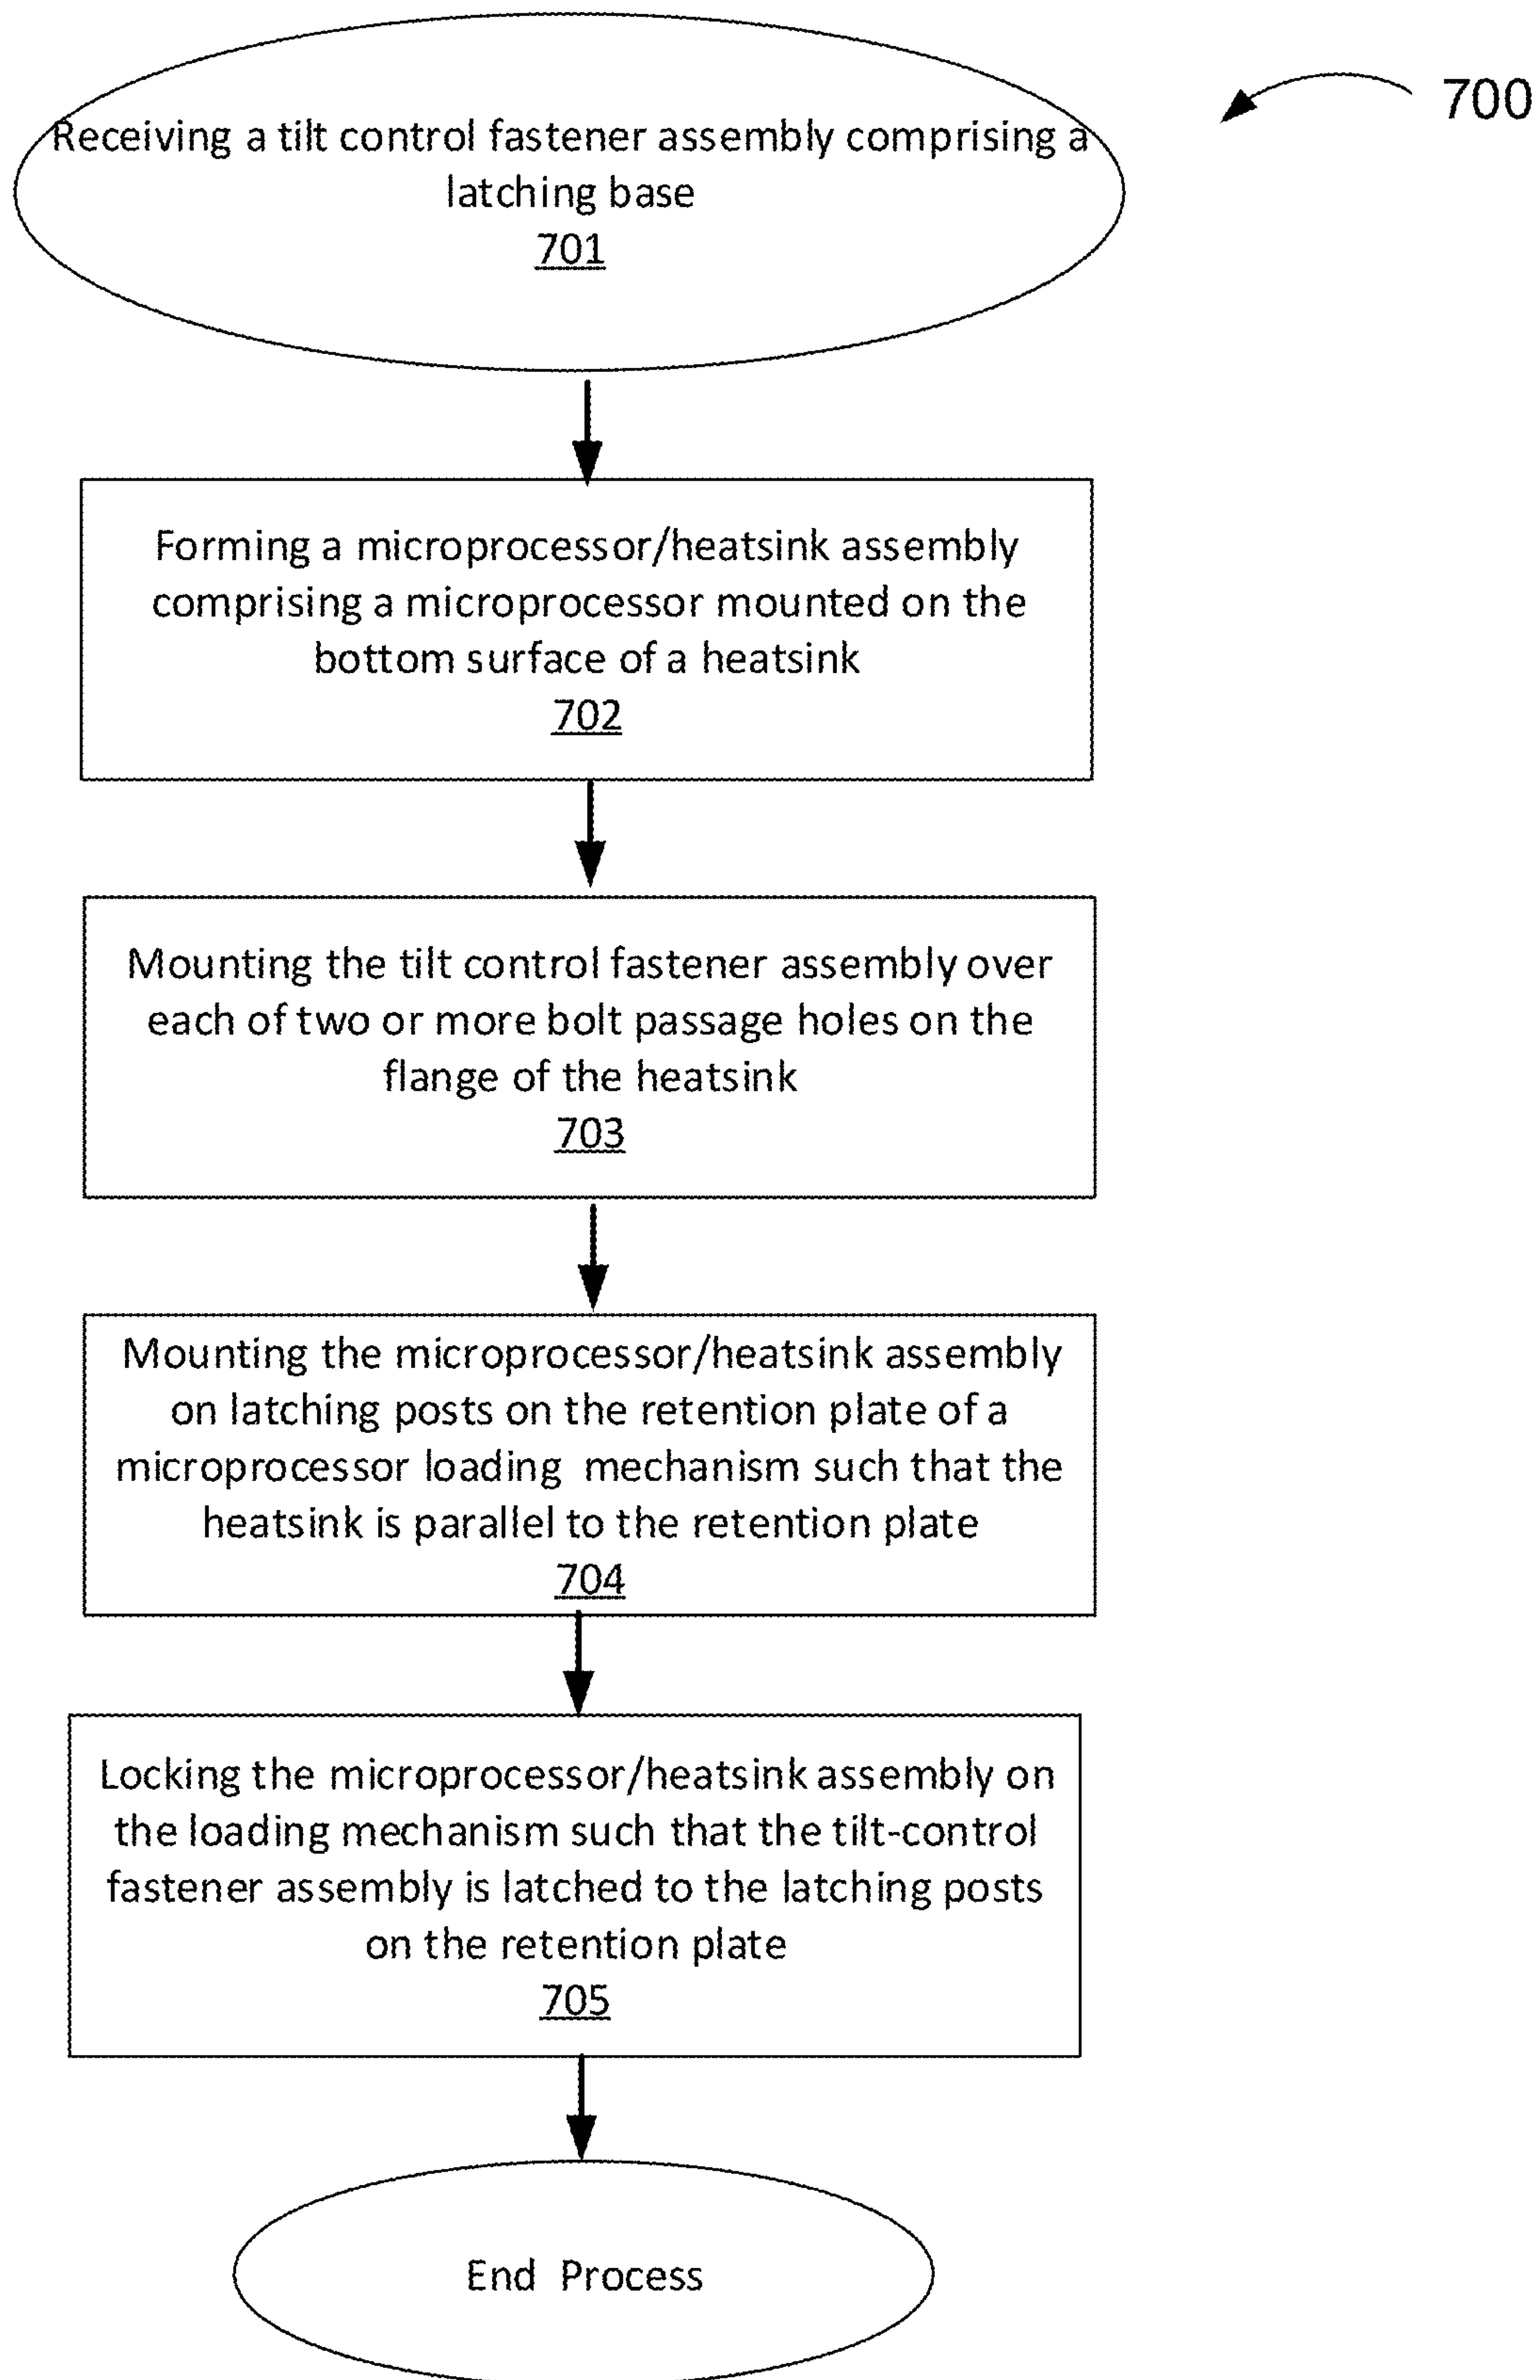 700
Receiving a tilt control fastener assembly comprising a
latching base
701
Forming a microprocessor/heatsink assembly
comprising a microprocessor mounted on the
bottom surface of a heatsink
702
Mounting the tilt control fastener assembly over
each of two or more bolt passage holes on the
flange of the heatsink
703
Mounting the microprocessor/heatsink assembly
on latching posts on the retention plate of a
microprocessor loading mechanism such that the
heatsink is parallel to the retention plate
704
Locking the microprocessor/heatsink assembly on
the loading mechanism such that the tilt-control
fastener assembly is latched to the latching posts
on the retention plate
705
End Process